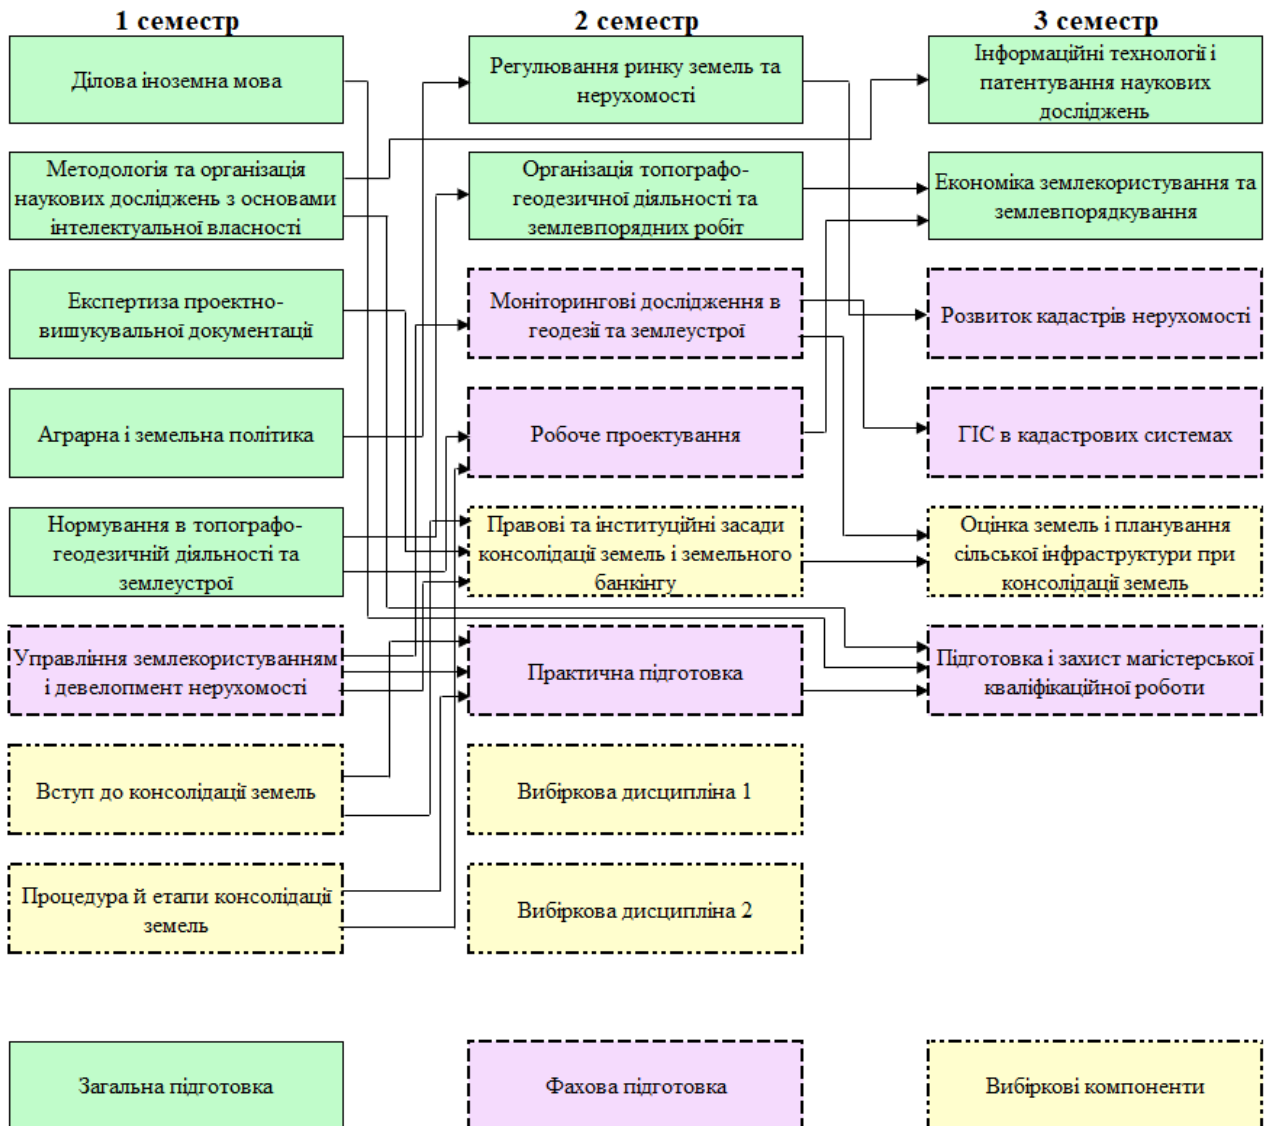 1 семестр
2 семестр
3 семестр
Ділова іноземна мова
Регулювання ринку земель та
нерухомості
Інформаційні технології і
патентування наукових
досліджень
Методологія та організація
наукових досліджень з основами
інтелектуальної власності
Організація топографо-
геодезичної діяльності та
землевпорядних робіт
Економіка землекористування та
землевпорядкування
Експертиза проектно-
вишукувальної документації
Моніторингові дослідження в
геодезії та землеустрої
Розвиток кадастрів нерухомості
Аграрна і земельна політика
Робоче проектування
ГІС в кадастрових системах
Нормування в топографо-
геодезичній діяльності та
землеустрої
Правові та інституційні засади
консолідації земель і земельного
банкінгу
Оцінка земель і планування
сільської інфраструктури при
консолідації земель
Управління землекористуванням
і девелопмент нерухомості
Практична підготовка
Підготовка і захист магістерської
кваліфікаційної роботи
Вступ до консолідації земель
Вибіркова дисципліна 1
Процедура й етапи консолідації
земель
Вибіркова дисципліна 2
Загальна підготовка
Фахова підготовка
Вибіркові компоненти